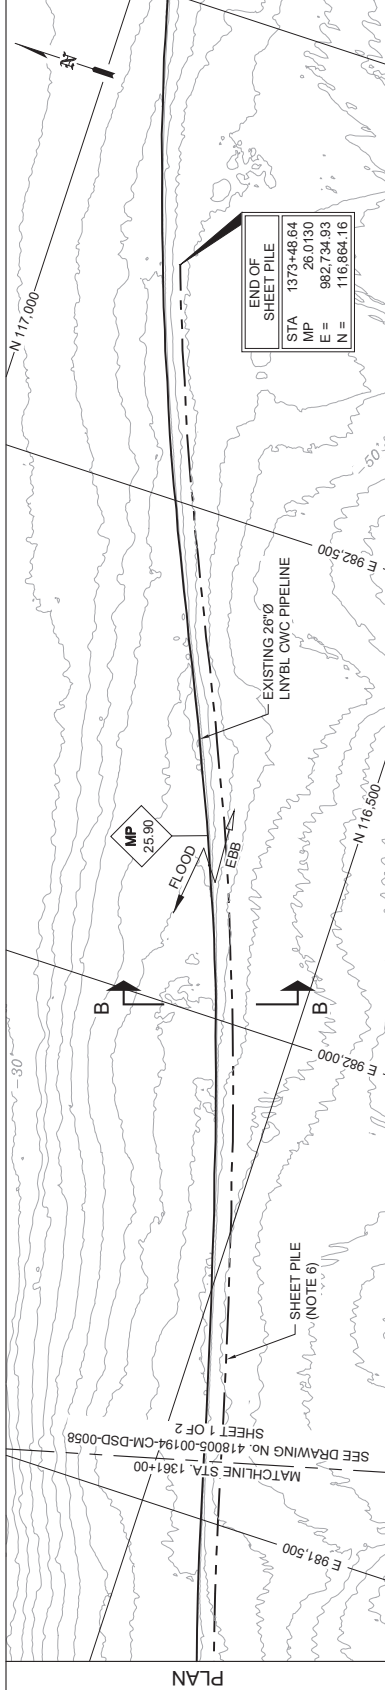 PLAN
E 981,500
MATCHLINE STA. 1361+00
SEE DRAWING No. 418005-00194-CM-DSD-0058
SHEET 1 OF 2
SHEET PILE
(NOTE 6)
-30'
B
B
E 982,000
N 116,500
MP
25.90
FLOOD
EBB
EXISTING 26"Ø
LNYBL CWC PIPELINE
E 982,500
-50'
N 117,000
END OF
SHEET PILE
STA 1373+48.64
MP 26.0130
E = 982,734.93
N = 116,864.16
N